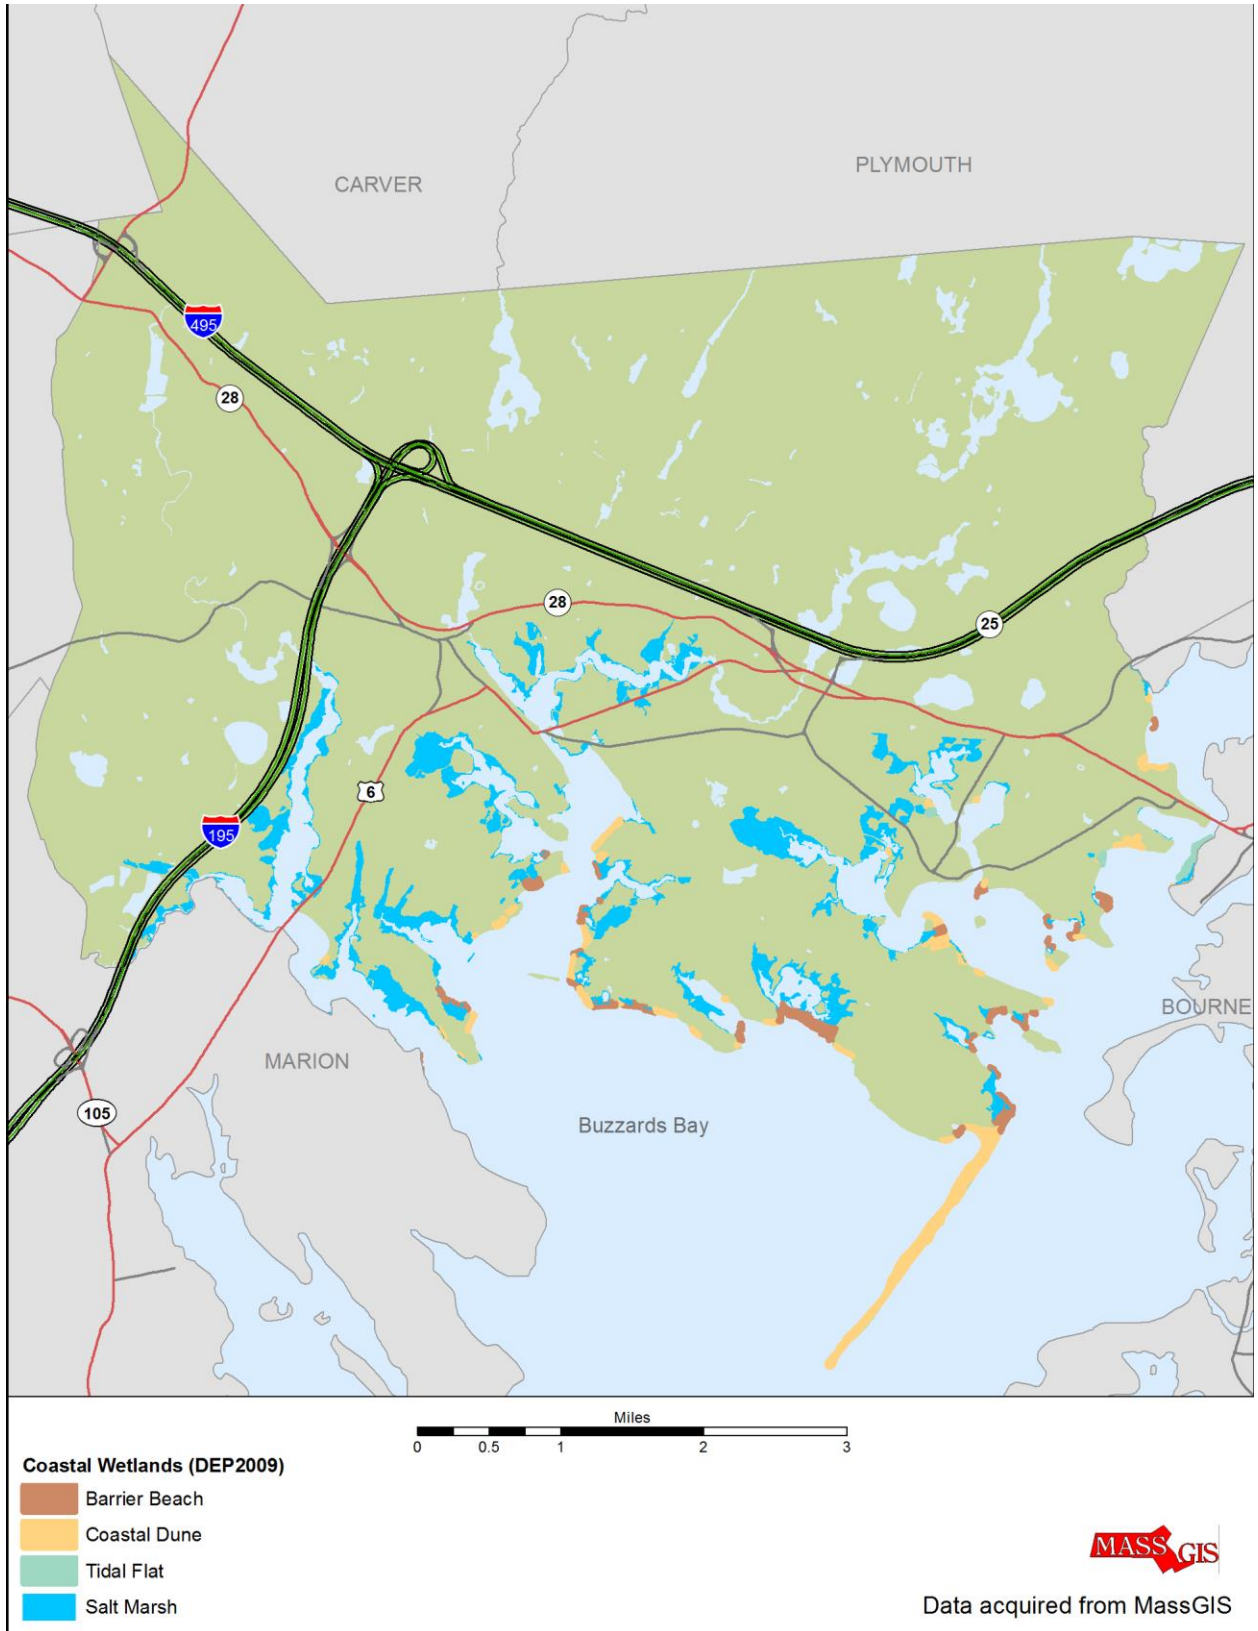 CARVER
PLYMOUTH
495
28
28
25
6
195
BOURNE
MARION
105
Buzzards Bay
Miles
0 0.5 1 2 3
Coastal Wetlands (DEP2009)
Barrier Beach
Coastal Dune
Tidal Flat
Salt Marsh
MASS GIS
Data acquired from MassGIS